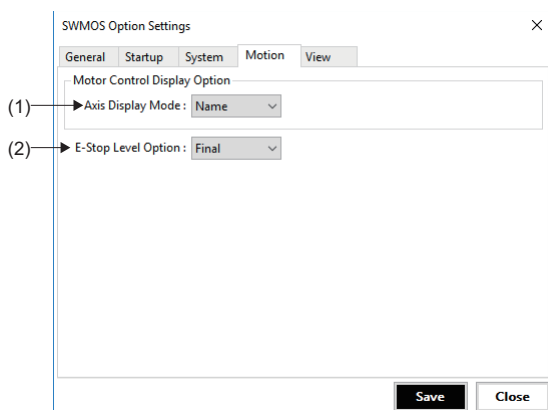 SWMOS Option Settings
General Startup System Motion View
Motor Control Display Option
(1) Axis Display Mode : Name
(2) E-Stop Level Option : Final
Save Close